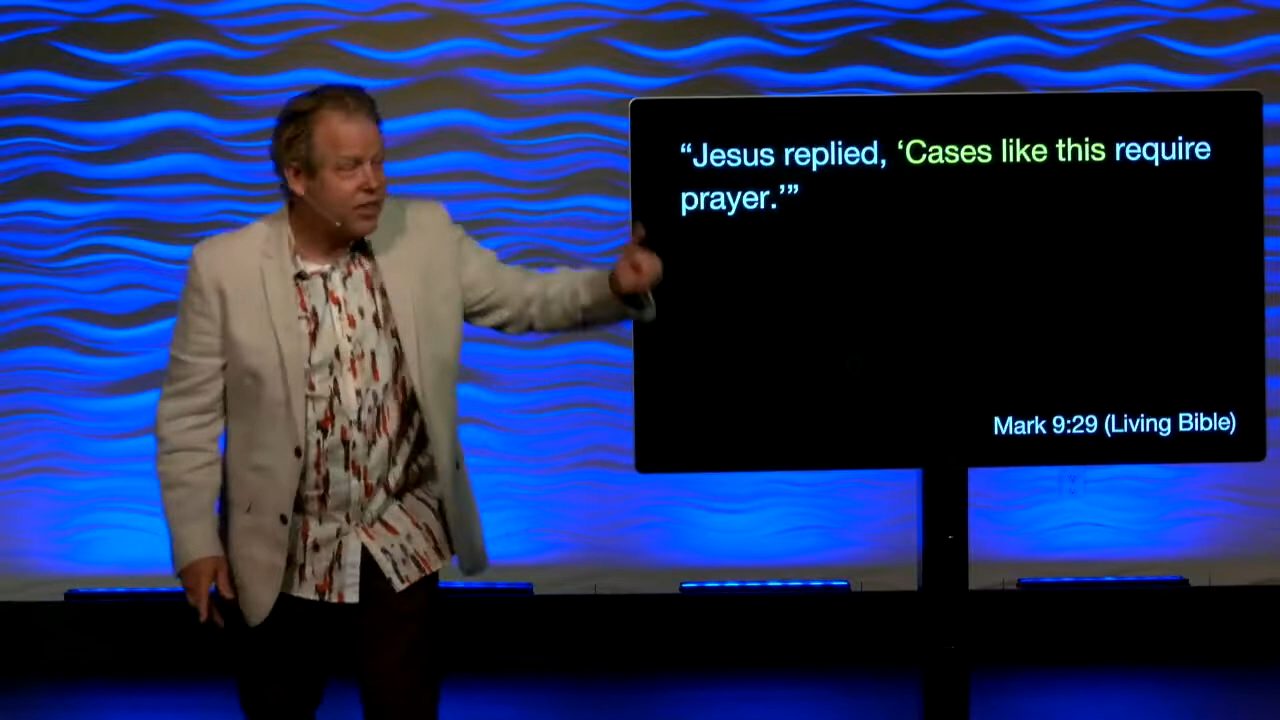 “Jesus replied, ‘Cases like this require
prayer.’”
Mark 9:29 (Living Bible)